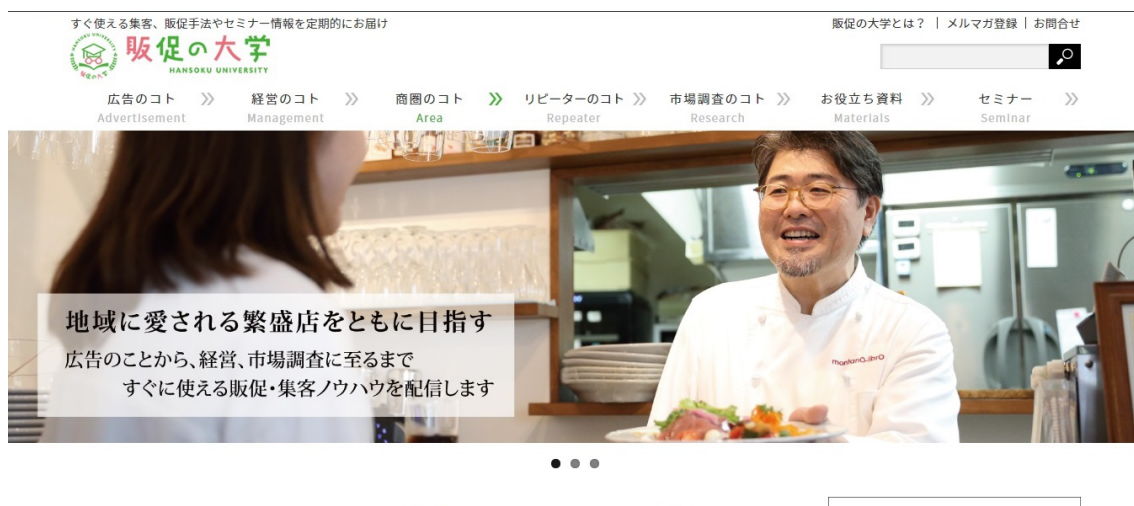 すぐ使える集客、販促手法やセミナー情報を定期的にお届け
販促の大学とは？ | メルマガ登録 | お問合せ
HANSOKU UNIVERSITY
販促の大学
販促の大学
HANSOKU UNIVERSITY
広告のコト
Advertisement
経営のコト
Management
商圏のコト
Area
リピーターのコト
Repeater
市場調査のコト
Research
お役立ち資料
Materials
セミナー
Seminar
地域に愛される繁盛店をともに目指す
広告のことから、経営、市場調査に至るまで
すぐに使える販促・集客ノウハウを配信します